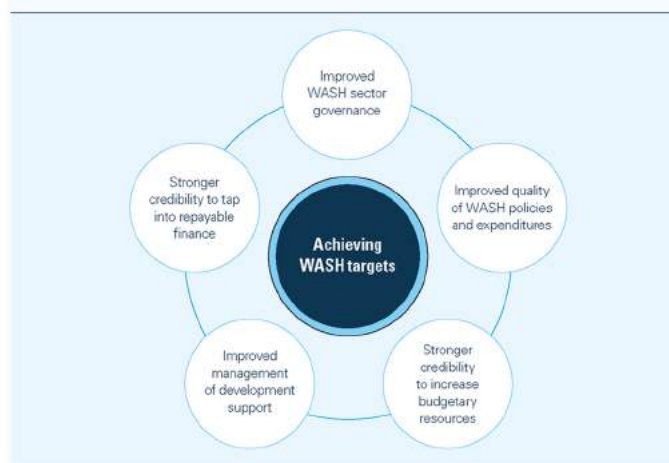 Improved
WASH sector
governance
Stronger
credibility to tap
into repayable
finance
Improved quality
of WASH policies
and expenditures
Achieving
WASH targets
Improved
management
of development
support
Stronger
credibility
to increase
budgetary
resources